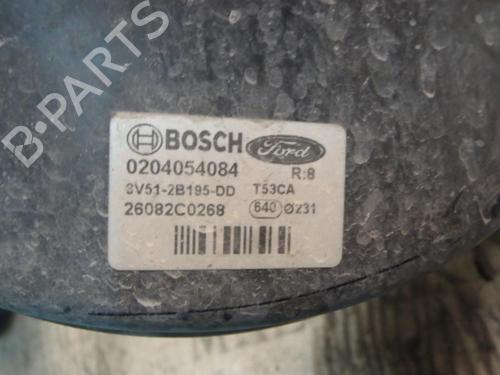 B-PARTS
BOSCH Ford
0204054084 R:8
8V51-2B195-DD T53CA
26082C0268 640 Ø231